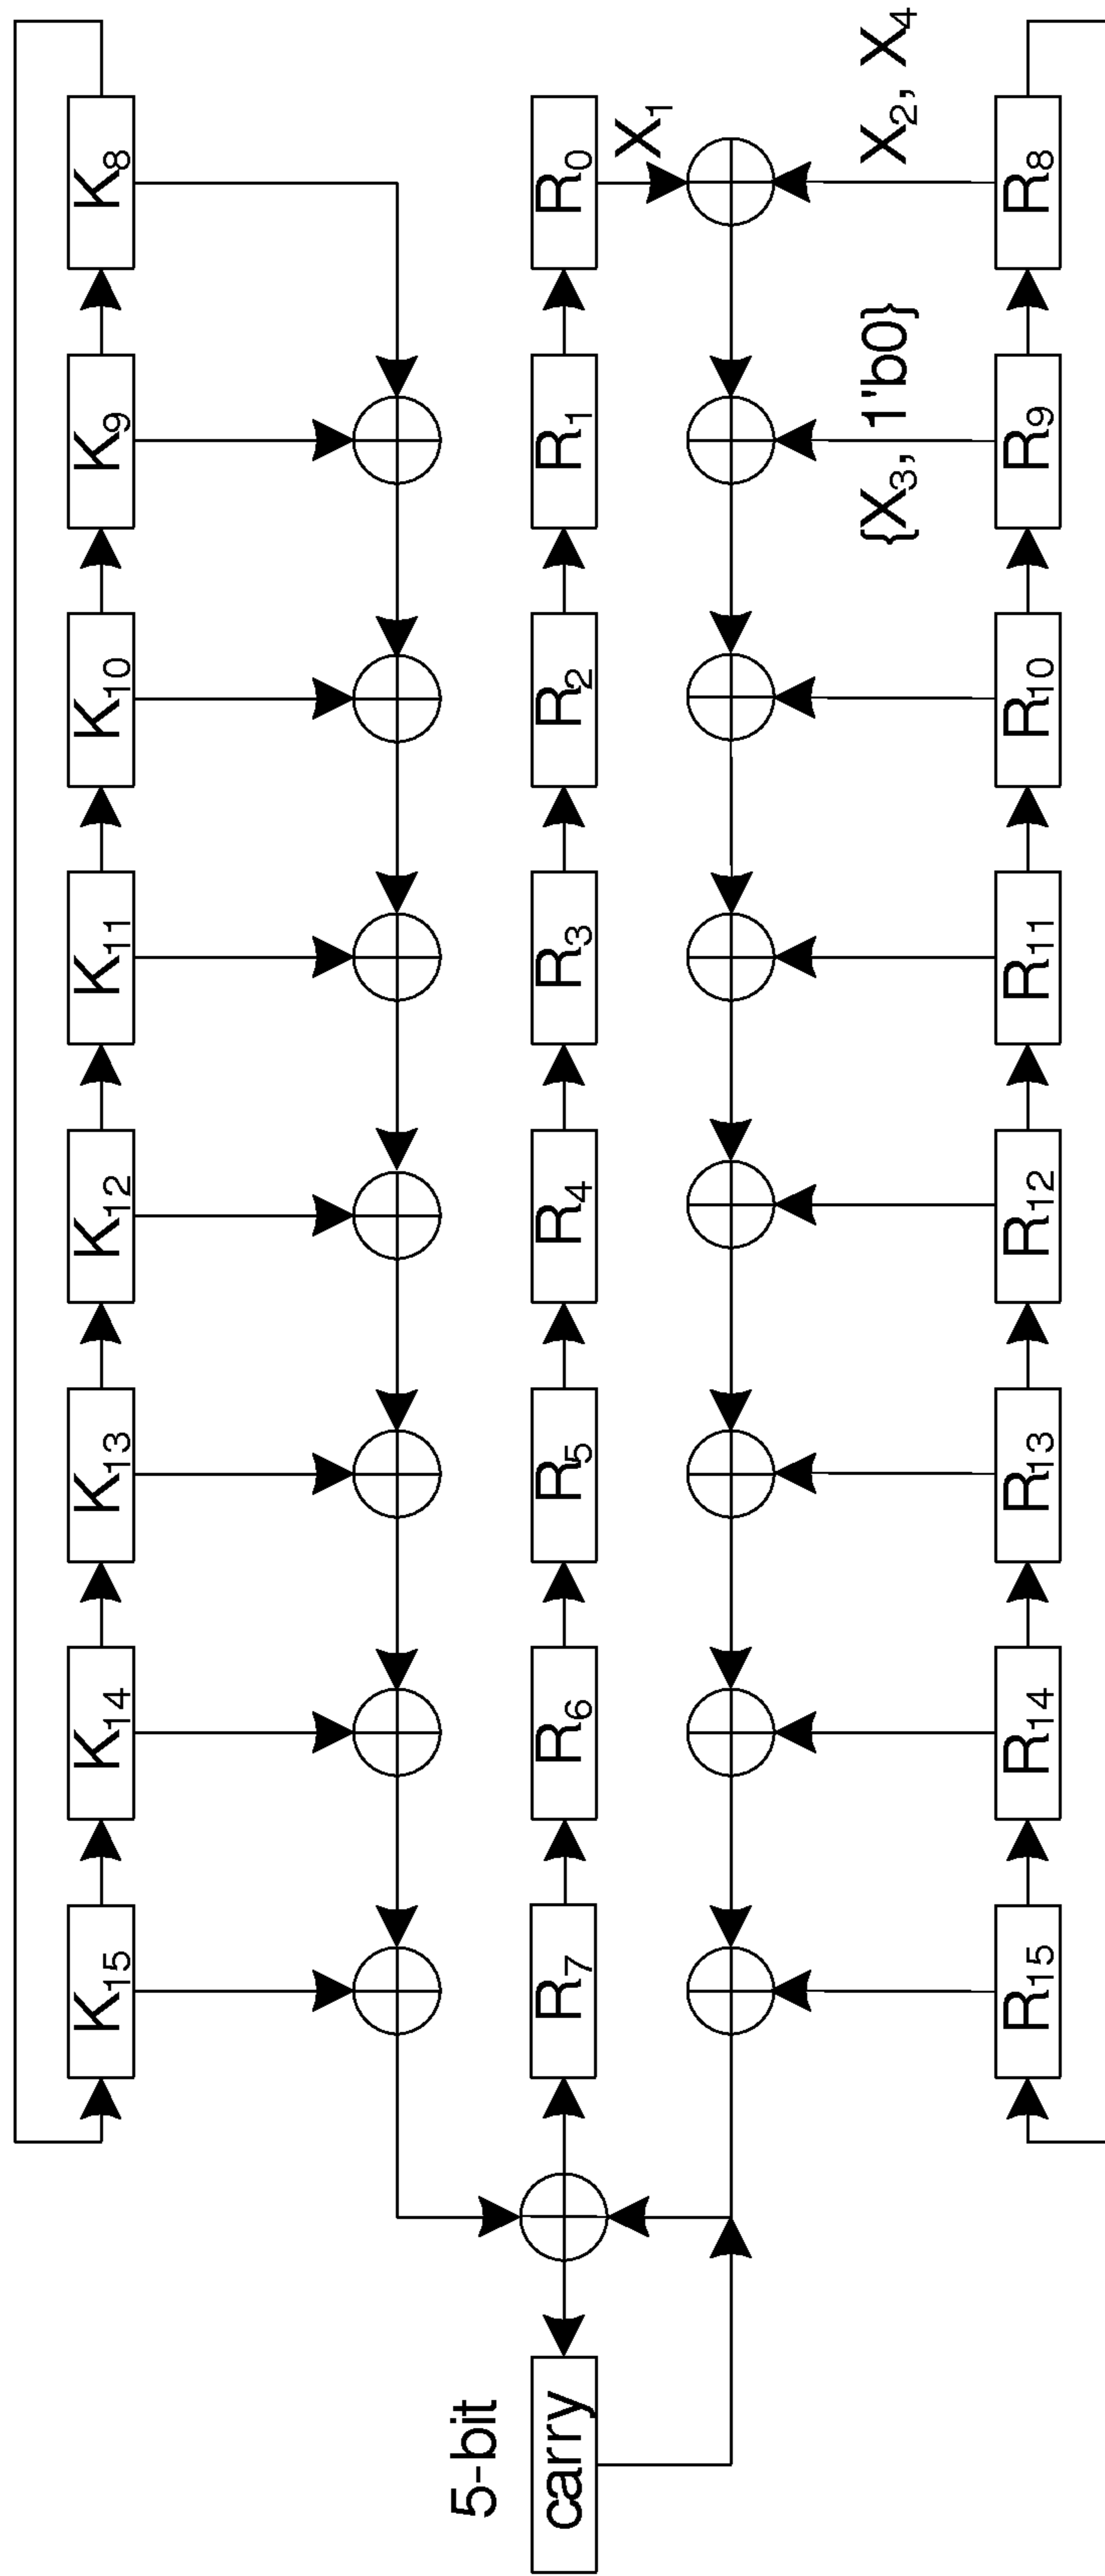 K₁₅ K₁₄ K₁₃ K₁₂ K₁₁ K₁₀ K₉ K₈
5-bit
carry R₇ R₆ R₅ R₄ R₃ R₂ R₁ R₀
X₁
{X₃, 1'b0} X₂, X₄
R₁₅ R₁₄ R₁₃ R₁₂ R₁₁ R₁₀ R₉ R₈